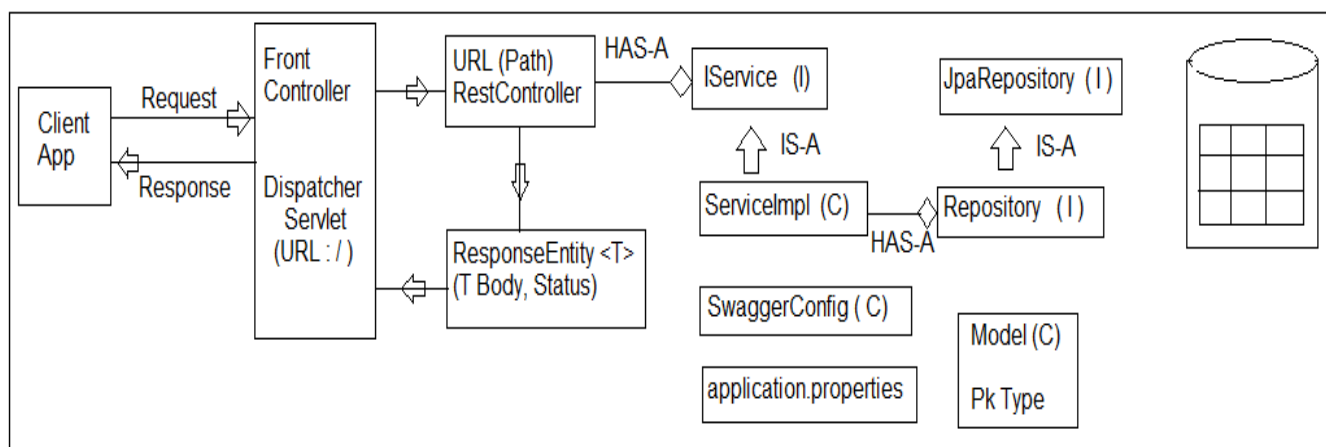 Client
App
Request
Response
Front
Controller
Dispatcher
Servlet
(URL : / )
URL (Path)
RestController
ResponseEntity <T>
(T Body, Status)
HAS-A
IService (I)
IS-A
ServiceImpl (C)
HAS-A
JpaRepository ( I )
IS-A
Repository ( I )
SwaggerConfig ( C)
application.properties
Model (C)
Pk Type